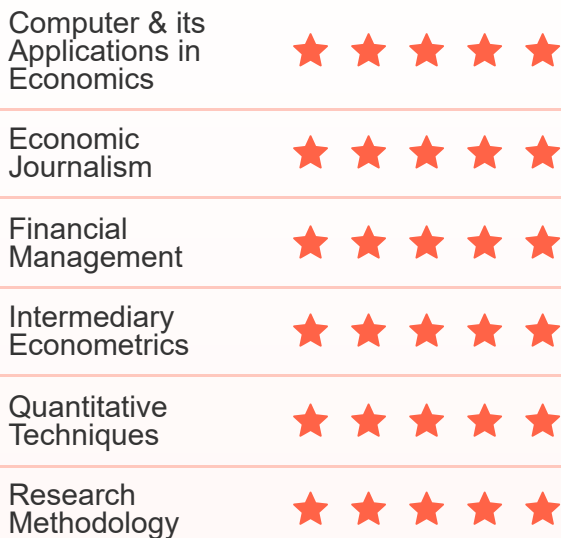 Computer & its
Applications in
Economics
Economic
Journalism
Financial
Management
Intermediary
Econometrics
Quantitative
Techniques
Research
Methodology